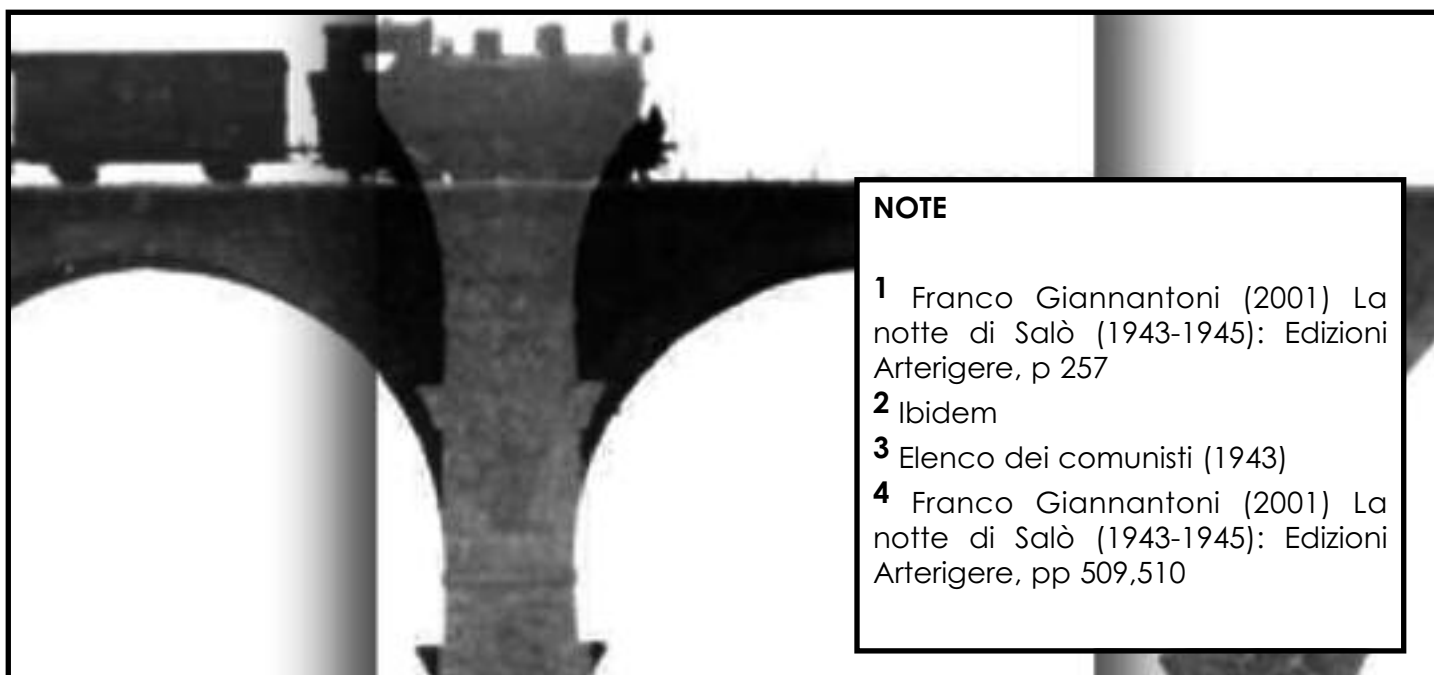 NOTE
1 Franco Giannantoni (2001) La
notte di Salò (1943-1945): Edizioni
Arterigere, p 257
2 Ibidem
3 Elenco dei comunisti (1943)
4 Franco Giannantoni (2001) La
notte di Salò (1943-1945): Edizioni
Arterigere, pp 509,510